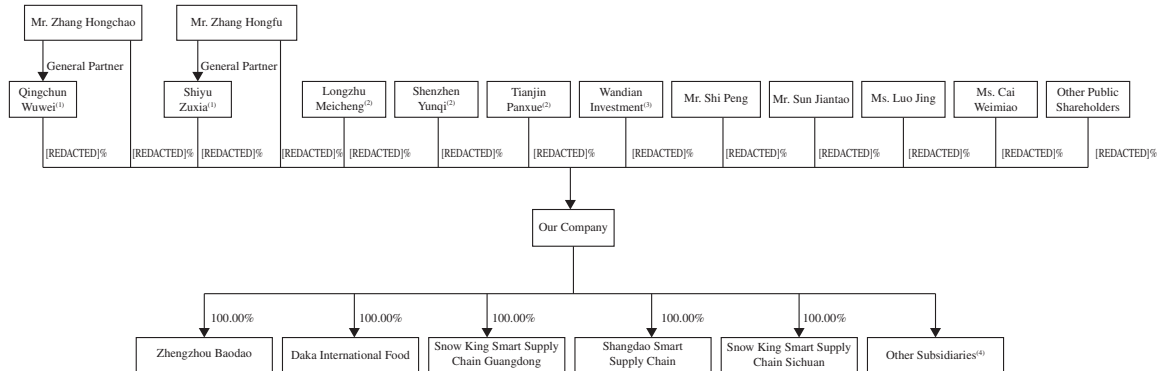 Mr. Zhang Hongchao
Mr. Zhang Hongfu
General Partner
General Partner
Qingchun
Wuwei(1)
Shiyu
Zuxia(1)
Longzhu
Meicheng(2)
Shenzhen
Yunqi(2)
Tianjin
Panxue(2)
Wandian
Investment(3)
Mr. Shi Peng
Mr. Sun Jiantao
Ms. Luo Jing
Ms. Cai
Weimiao
Other Public
Shareholders
[REDACTED]% [REDACTED]% [REDACTED]% [REDACTED]% [REDACTED]% [REDACTED]% [REDACTED]% [REDACTED]% [REDACTED]% [REDACTED]% [REDACTED]% [REDACTED]% [REDACTED]%
Our Company
100.00% 100.00% 100.00% 100.00% 100.00%
Zhengzhou Baodao
Daka International Food
Snow King Smart Supply
Chain Guangdong
Shangdao Smart
Supply Chain
Snow King Smart Supply
Chain Sichuan
Other Subsidiaries(4)